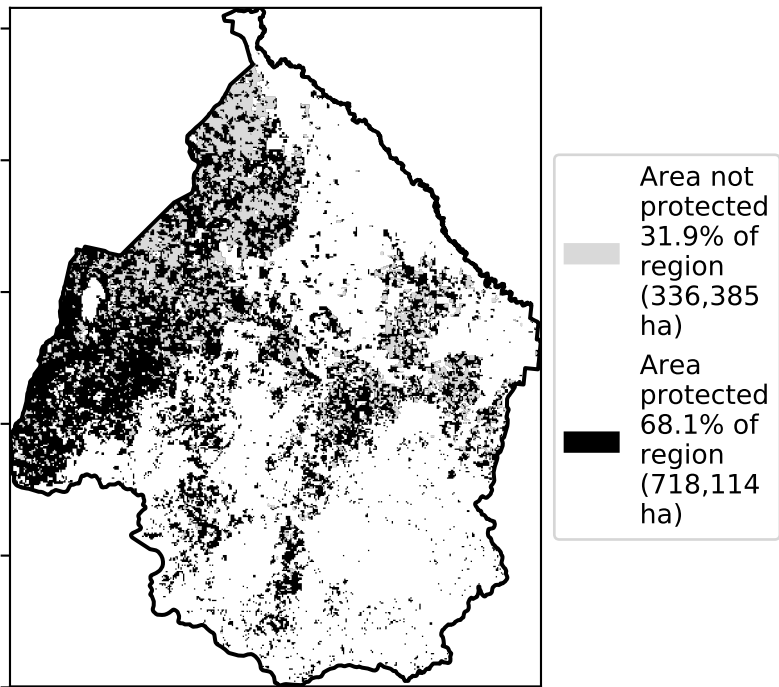 Area not
protected
31.9% of
region
(336,385
ha)
Area
protected
68.1% of
region
(718,114
ha)